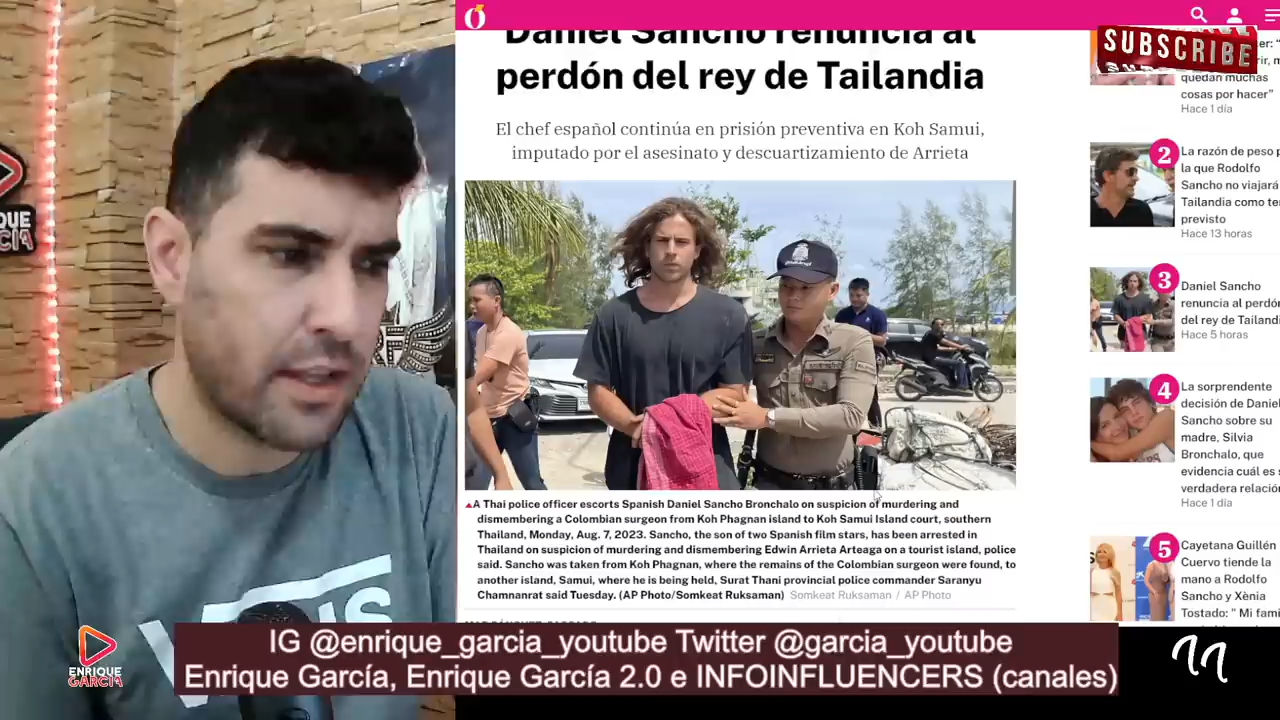 Daniel Sancho renuncia al
perdón del rey de Tailandia
El chef español continúa en prisión preventiva en Koh Samui,
imputado por el asesinato y descuartizamiento de Arrieta
A Thai police officer escorts Spanish Daniel Sancho Bronchalo on suspicion of murdering and
dismembering a Colombian surgeon from Koh Phagnan island to Koh Samui Island court, southern
Thailand, Monday, Aug. 7, 2023. Sancho, the son of two Spanish film stars, has been arrested in
Thailand on suspicion of murdering and dismembering Edwin Arrieta Arteaga on a tourist island, police
said. Sancho was taken from Koh Phagnan, where the remains of the Colombian surgeon were found, to
another island, Samui, where he is being held, Surat Thani provincial police commander Saranyu
Chamnanrat said Tuesday. (AP Photo/Somkeat Ruksaman) Somkeat Ruksaman / AP Photo
SUBSCRIBE
quedan muchas
cosas por hacer"
Hace 1 día
2
La razón de peso p
la que Rodolfo
Sancho no viajará
Tailandia como te
previsto
Hace 13 horas
3
Daniel Sancho
renuncia al perdó
del rey de Tailandi
Hace 5 horas
4
La sorprendente
decisión de Daniel
Sancho sobre su
madre, Silvia
Bronchalo, que
evidencia cuál es s
verdadera relación
Hace 1 día
5
Cayetana Guillén
Cuervo tiende la
mano a Rodolfo
Sancho y Xènia
Tostado: " Mi fami
IG @enrique_garcia_youtube Twitter @garcia_youtube
Enrique García, Enrique García 2.0 e INFOINFLUENCERS (canales)
ENRIQUE
GARCÍA